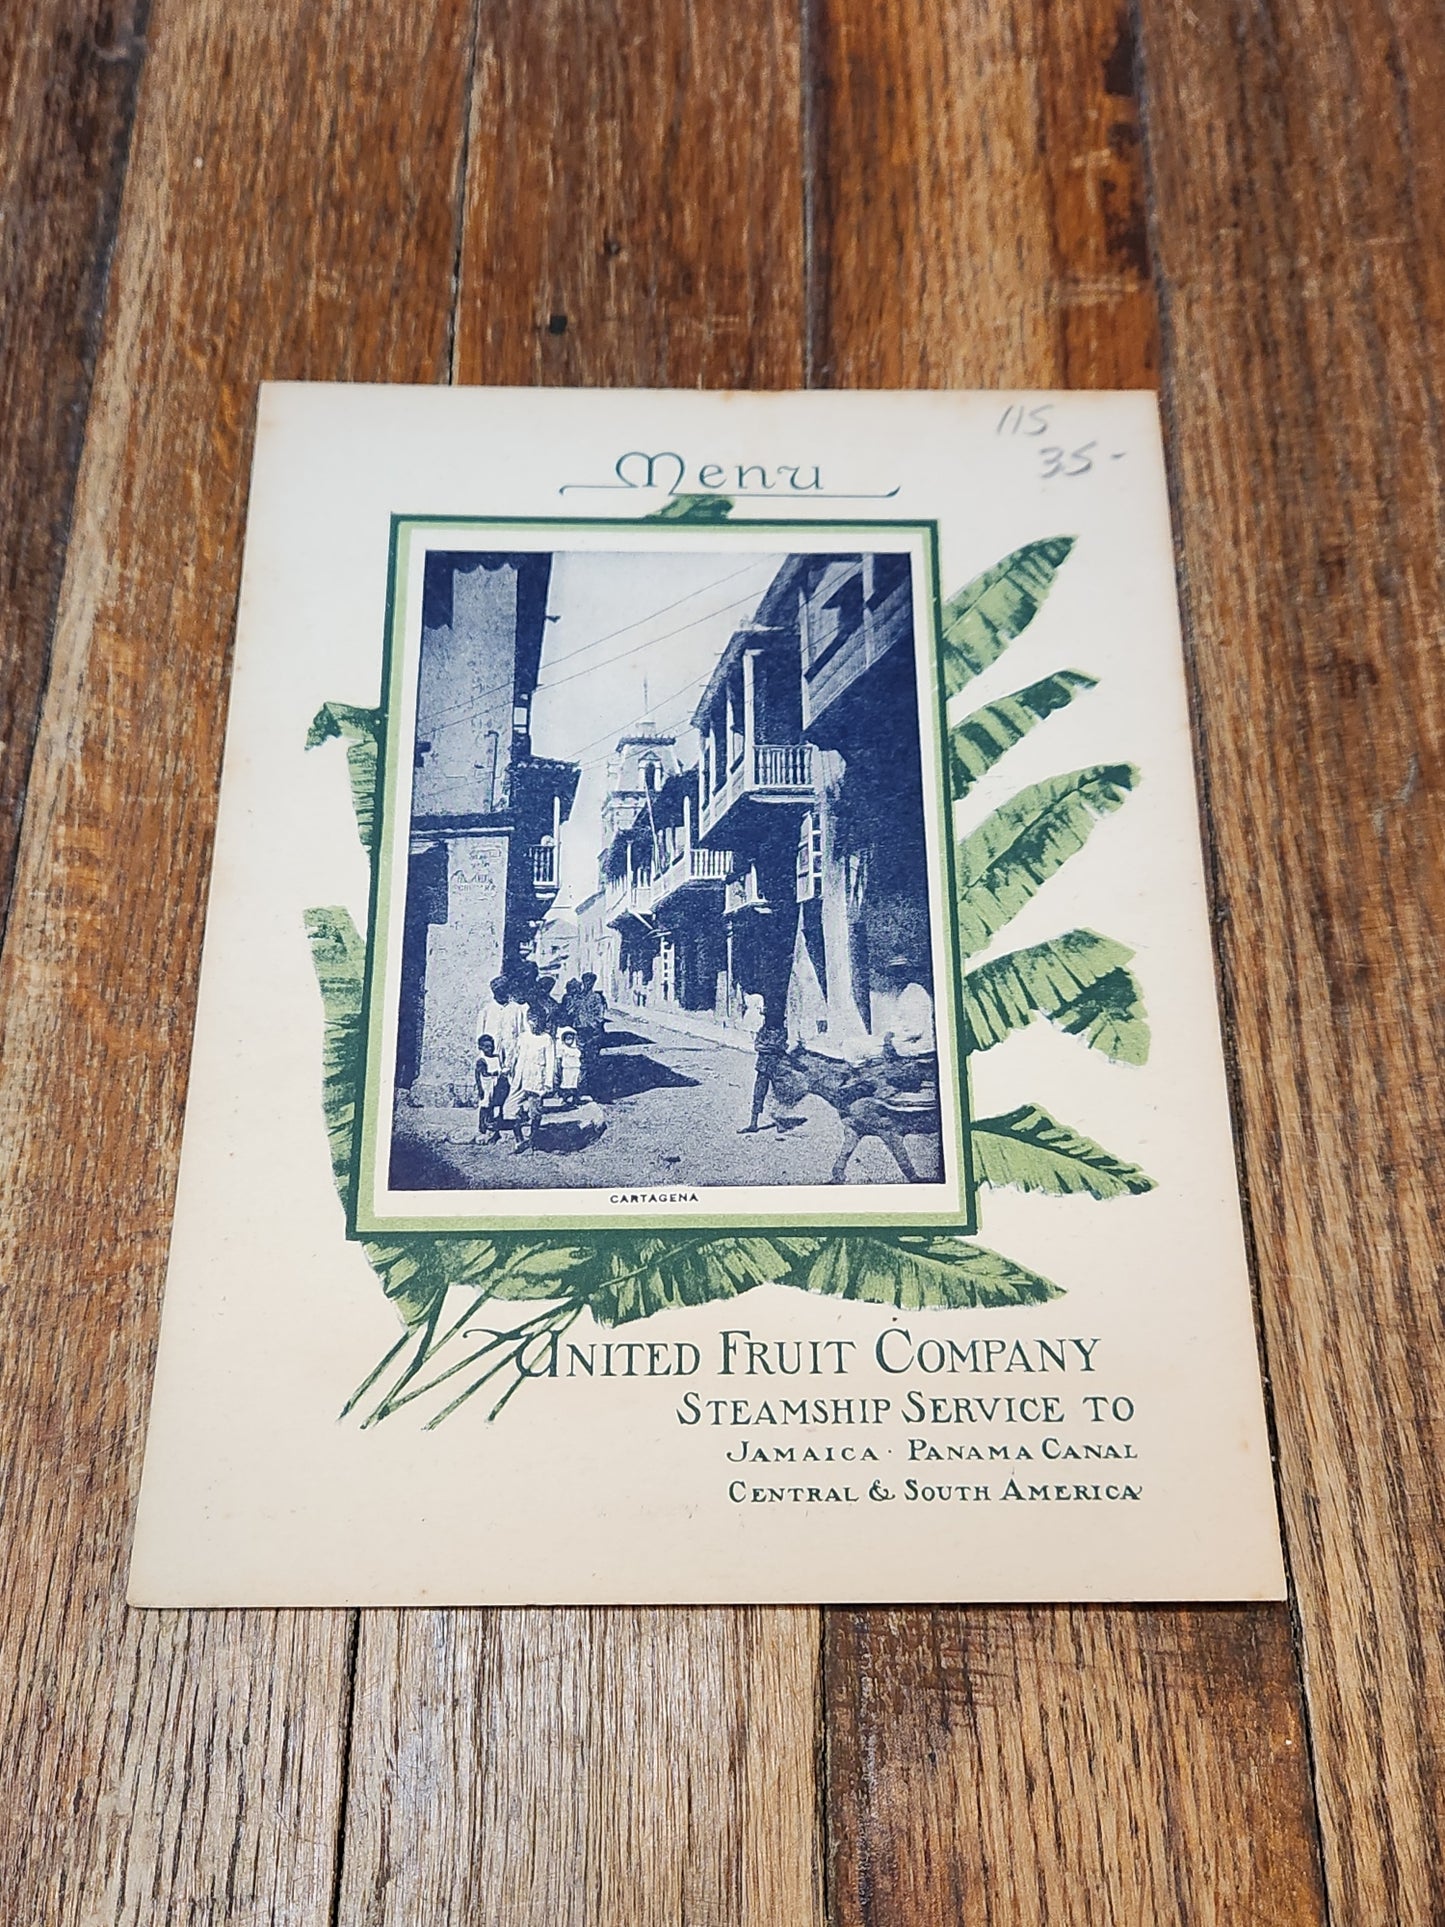 115
35-
Menu
CARTAGENA
UNITED FRUIT COMPANY
STEAMSHIP SERVICE TO
JAMAICA · PANAMA CANAL
CENTRAL & SOUTH AMERICA